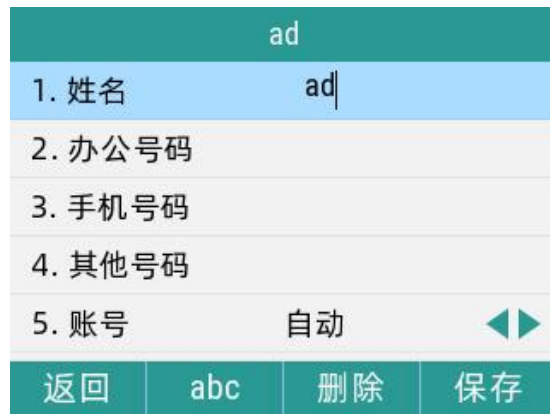 ad
1. 姓名 ad
2. 办公号码
3. 手机号码
4. 其他号码
5. 账号 自动
返回 abc 删除 保存